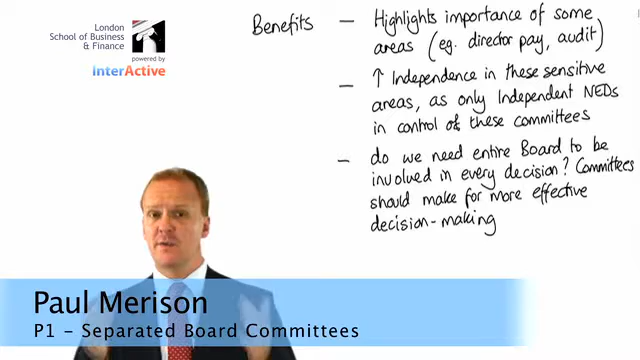 London
School of Business
& Finance
powered by
InterActive
Benefits – Highlights importance of some
areas (eg. director pay, audit)
– ↑ Independence in these sensitive
areas, as only Independent NEDs
in control of these committees
– do we need entire Board to be
involved in every decision? Committees
should make for more effective
decision-making
Paul Merison
P1 - Separated Board Committees